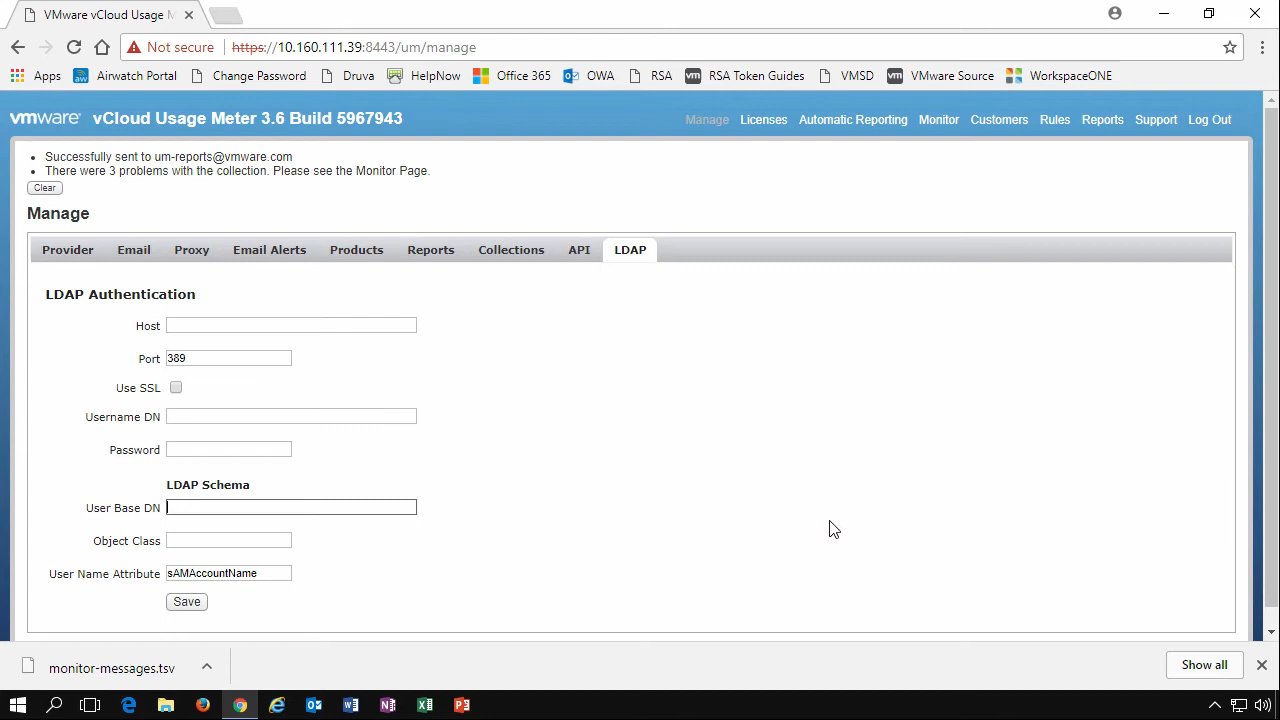 VMware vCloud Usage M
Not secure https://10.160.111.39:8443/um/manage
Apps Airwatch Portal Change Password Druva HelpNow Office 365 OWA RSA RSA Token Guides VMSD VMware Source WorkspaceONE
vmware vCloud Usage Meter 3.6 Build 5967943 Manage Licenses Automatic Reporting Monitor Customers Rules Reports Support Log Out
Successfully sent to um-reports@vmware.com
There were 3 problems with the collection. Please see the Monitor Page.
Clear
Manage
Provider Email Proxy Email Alerts Products Reports Collections API LDAP
LDAP Authentication
Host
Port 389
Use SSL
Username DN
Password
LDAP Schema
User Base DN
Object Class
User Name Attribute sAMAccountName
Save
monitor-messages.tsv Show all